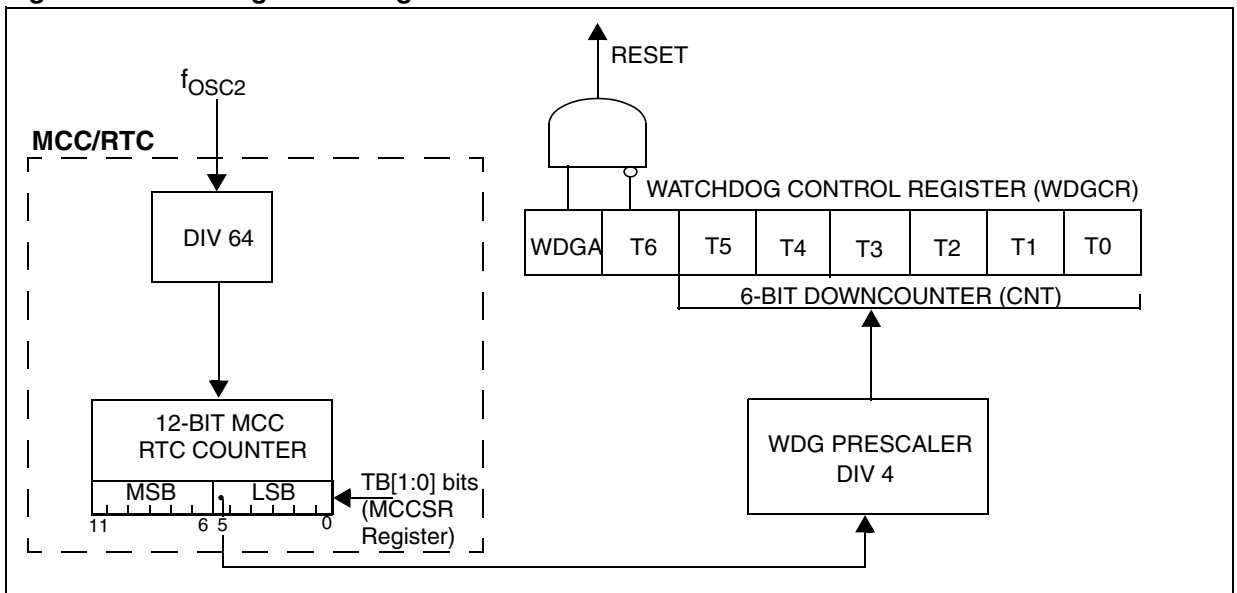 fOSC2
MCC/RTC
DIV 64
12-BIT MCC
RTC COUNTER
MSB LSB
11 6 5 0
TB[1:0] bits
(MCCSR
Register)
RESET
WATCHDOG CONTROL REGISTER (WDGCR)
WDGA T6 T5 T4 T3 T2 T1 T0
6-BIT DOWNCOUNTER (CNT)
WDG PRESCALER
DIV 4